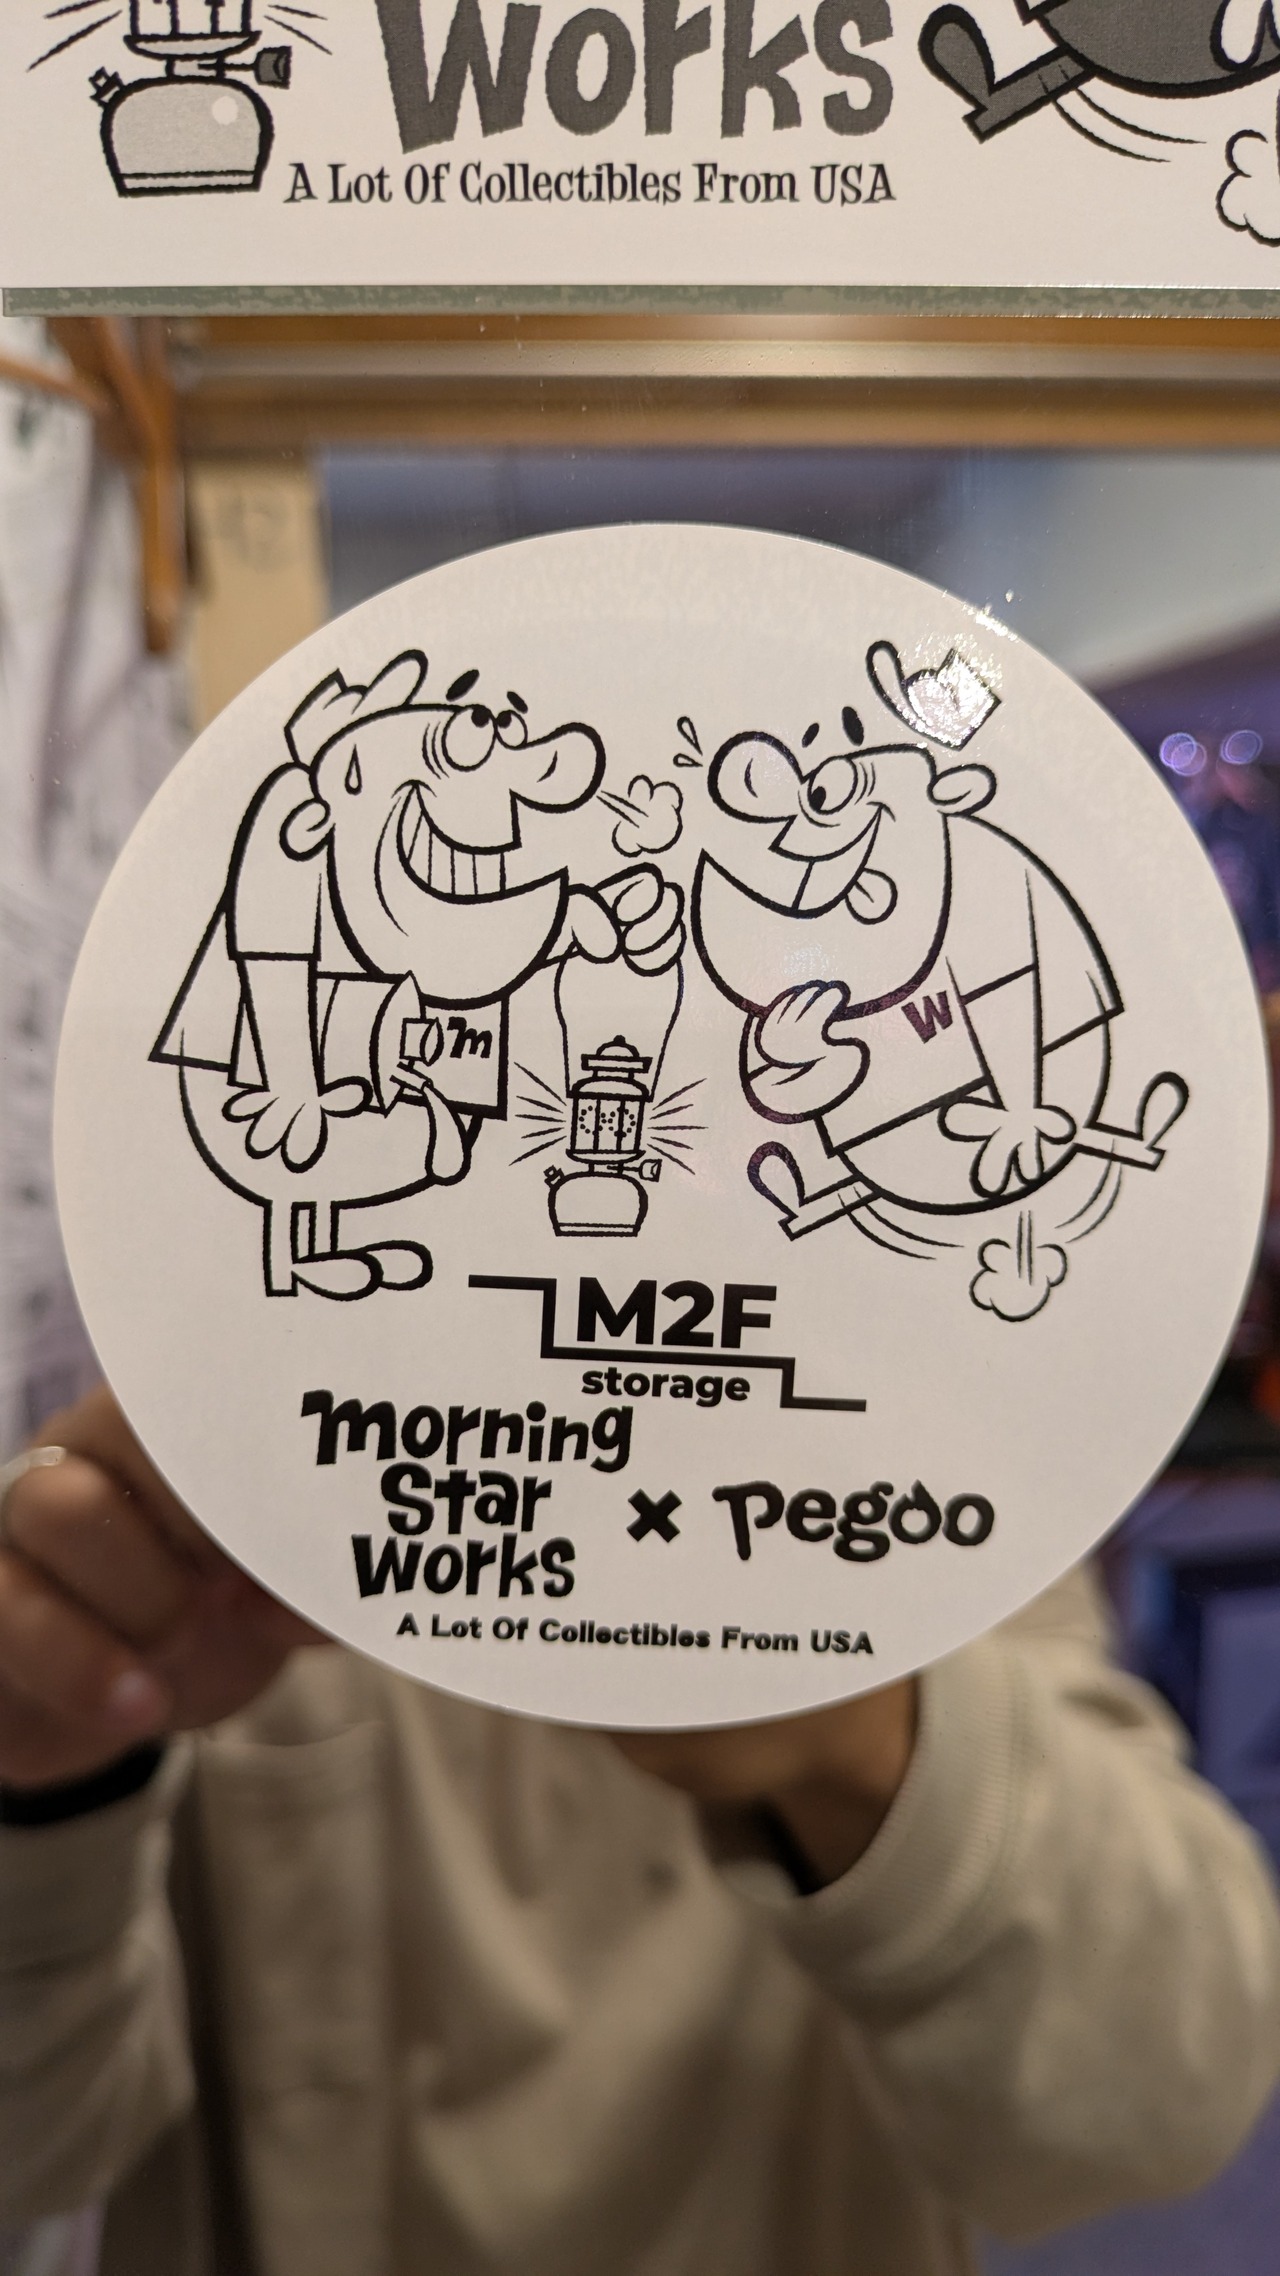 Works
A Lot Of Collectibles From USA
m
W
M2F
storage
Morning
Star
Works
× Pegoo
A Lot Of Collectibles From USA